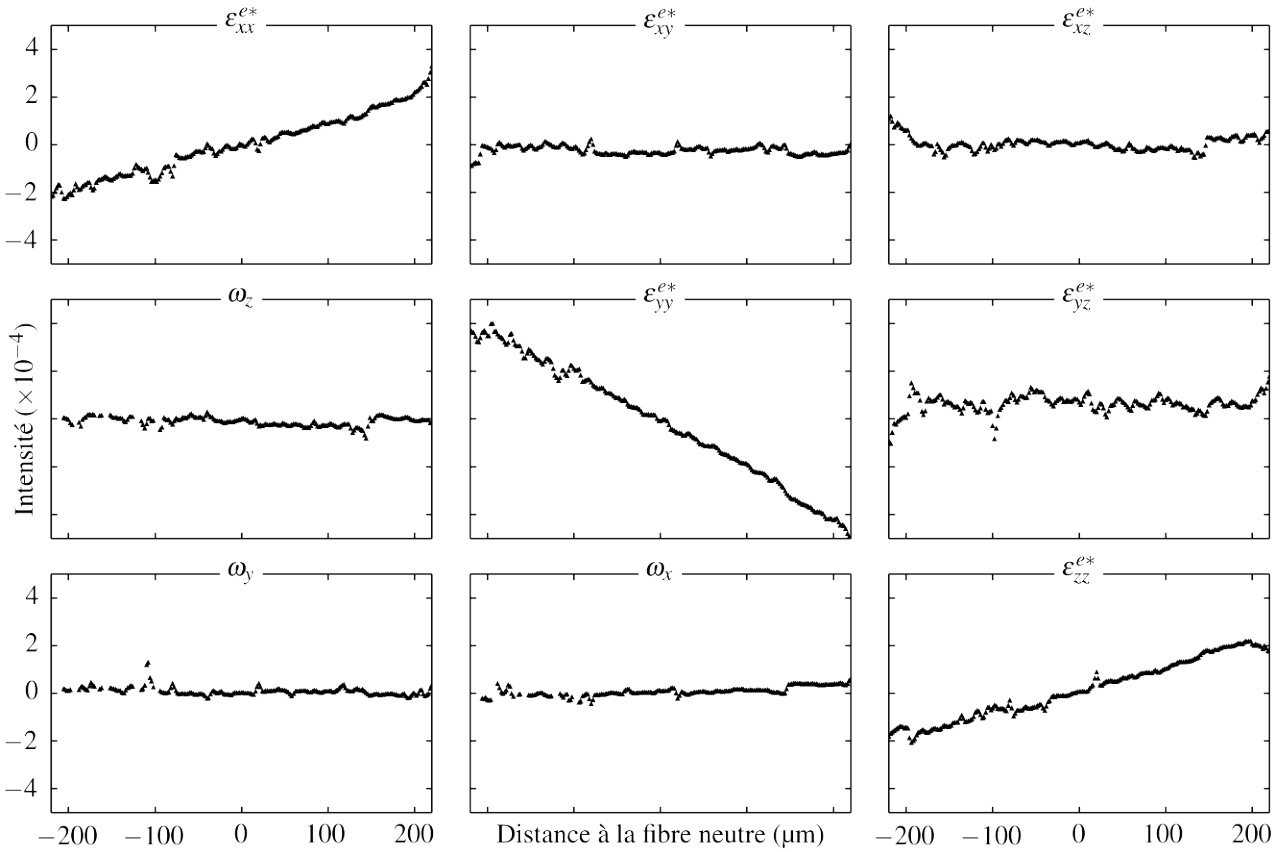 ε^{e*}_{xx} ε^{e*}_{xy} ε^{e*}_{xz}
4
2
0
−2
−4
ω_z ε^{e*}_{yy} ε^{e*}_{yz}
Intensité (×10^{−4})
ω_y ω_x ε^{e*}_{zz}
4
2
0
−2
−4
−200 −100 0 100 200 Distance à la fibre neutre (µm) −200 −100 0 100 200